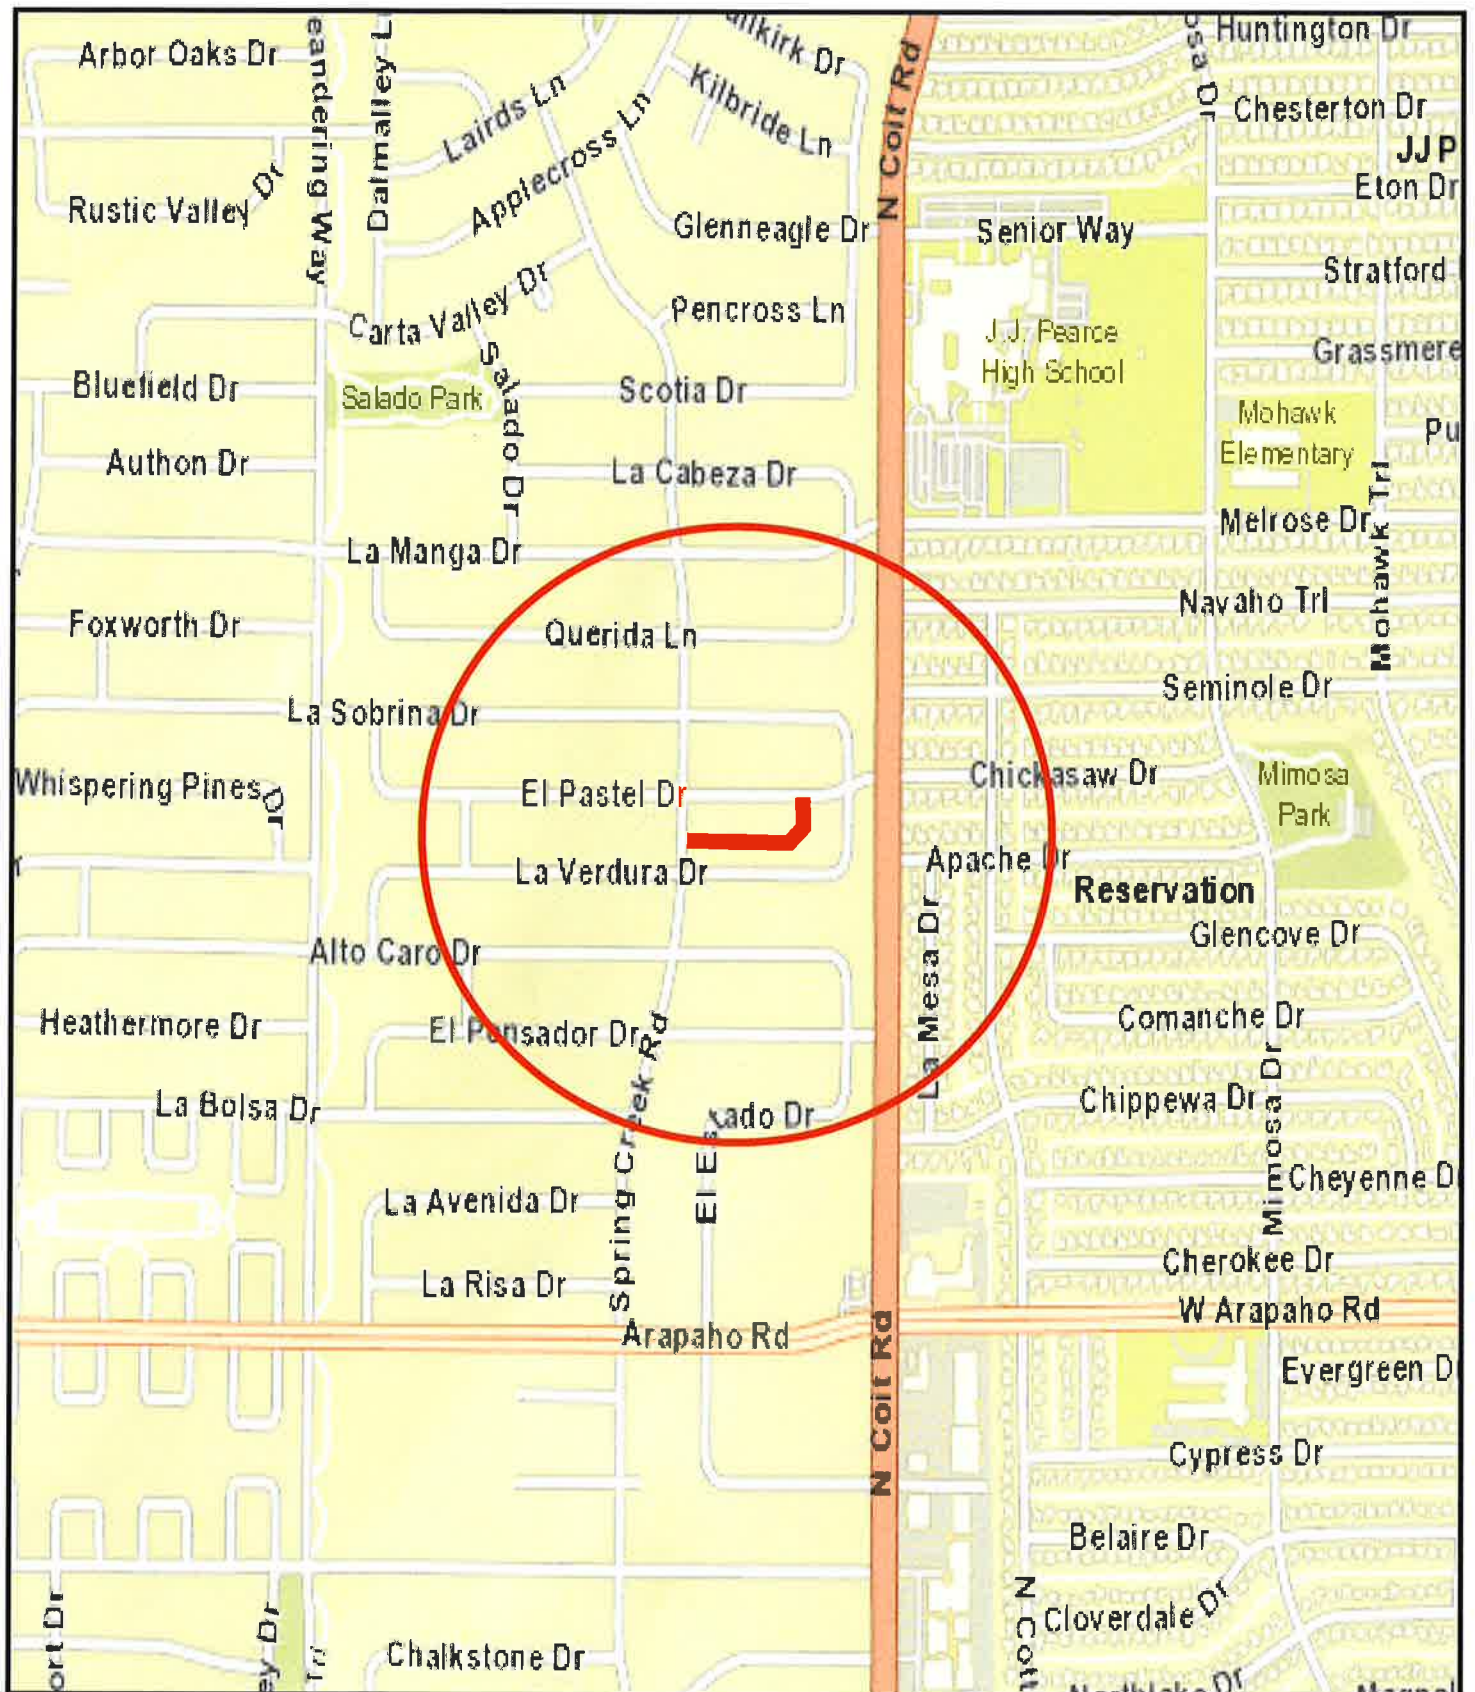 Huntington Dr
Arbor Oaks Dr
Kilbride Ln
Lairds Ln
N Coit Rd
Chesterton Dr
Applecross Ln
JJ P
Eton Dr
Rustic Valley Dr
Glenneagle Dr
Senior Way
Stratford
Carta Valley Dr
Pencross Ln
J.J. Pearce
High School
Grassmere
Bluefield Dr
Salado Park
Salado Dr
Scotia Dr
Mohawk
Elementary
Authon Dr
La Cabeza Dr
Melrose Dr
Mohawk Trl
La Manga Dr
Navaho Trl
Foxworth Dr
Querida Ln
Seminole Dr
La Sobrina Dr
Whispering Pines Dr
El Pastel Dr
Chickasaw Dr
Mimosa
Park
La Verdura Dr
Apache Dr
Reservation
Glencove Dr
Alto Caro Dr
La Mesa Dr
Comanche Dr
Heathermore Dr
El Pensador Dr
Spring Creek Rd
Chippewa Dr
Mimosa Dr
La Bolsa Dr
Cheyenne D
La Avenida Dr
Cherokee Dr
La Risa Dr
W Arapaho Rd
Arapaho Rd
N Coit Rd
Evergreen D
Cypress Dr
Belaire Dr
Cloverdale Dr
Chalkstone Dr